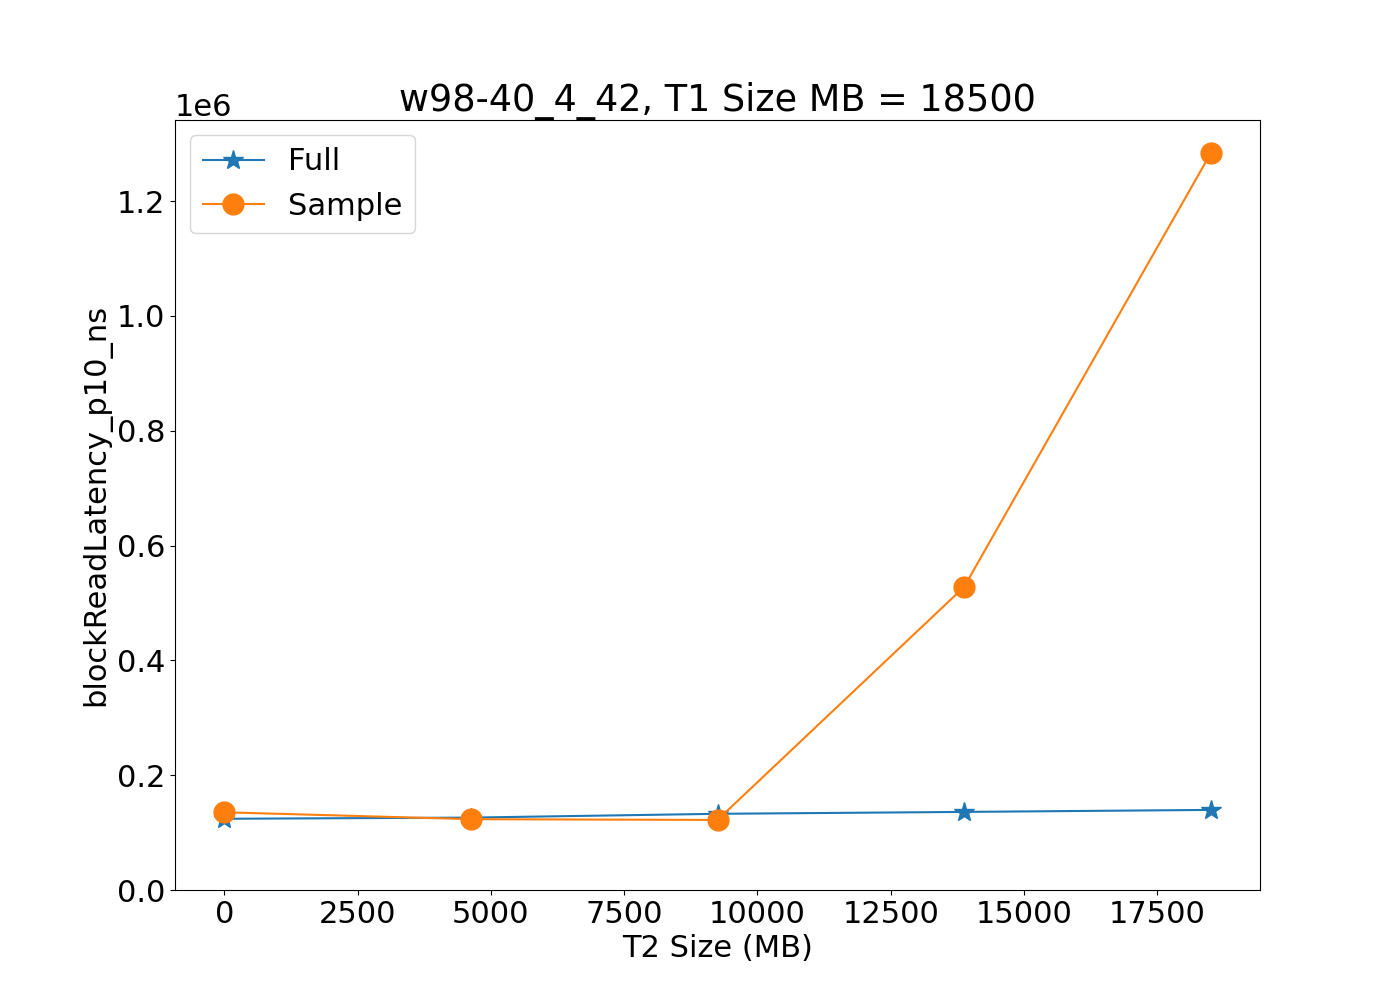 w98-40_4_42, T1 Size MB = 18500
1e6
Full
Sample
1.2
1.0
0.8
0.6
0.4
0.2
0.0
blockReadLatency_p10_ns
0 2500 5000 7500 10000 12500 15000 17500
T2 Size (MB)